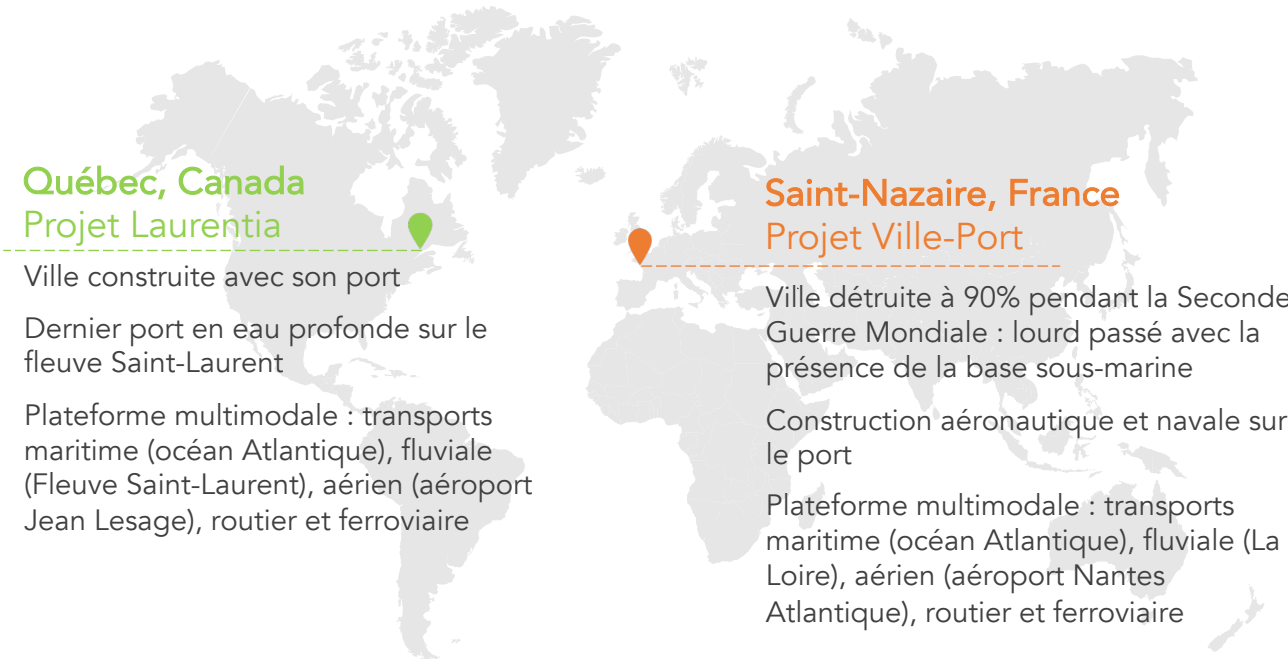 Québec, Canada
Projet Laurentia
Ville construite avec son port
Dernier port en eau profonde sur le
fleuve Saint-Laurent
Plateforme multimodale : transports
maritime (océan Atlantique), fluviale
(Fleuve Saint-Laurent), aérien (aéroport
Jean Lesage), routier et ferroviaire
Saint-Nazaire, France
Projet Ville-Port
Ville détruite à 90% pendant la Seconde
Guerre Mondiale : lourd passé avec la
présence de la base sous-marine
Construction aéronautique et navale sur
le port
Plateforme multimodale : transports
maritime (océan Atlantique), fluviale (La
Loire), aérien (aéroport Nantes
Atlantique), routier et ferroviaire